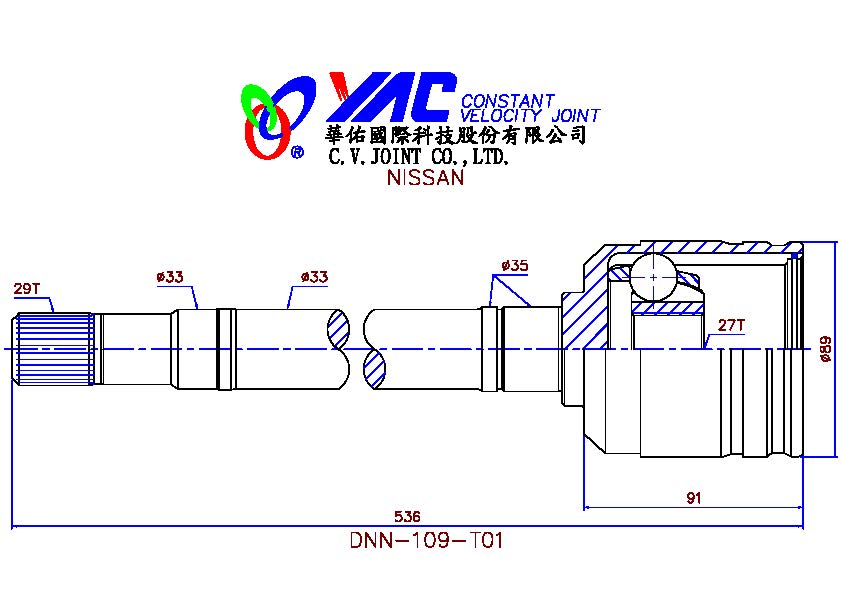 YAC CONSTANT
VELOCITY JOINT
華佑國際科技股份有限公司
®
C.V.JOINT CO.,LTD.
NISSAN
29T
ø33
ø33
ø35
27T
ø89
91
536
DNN-109-T01